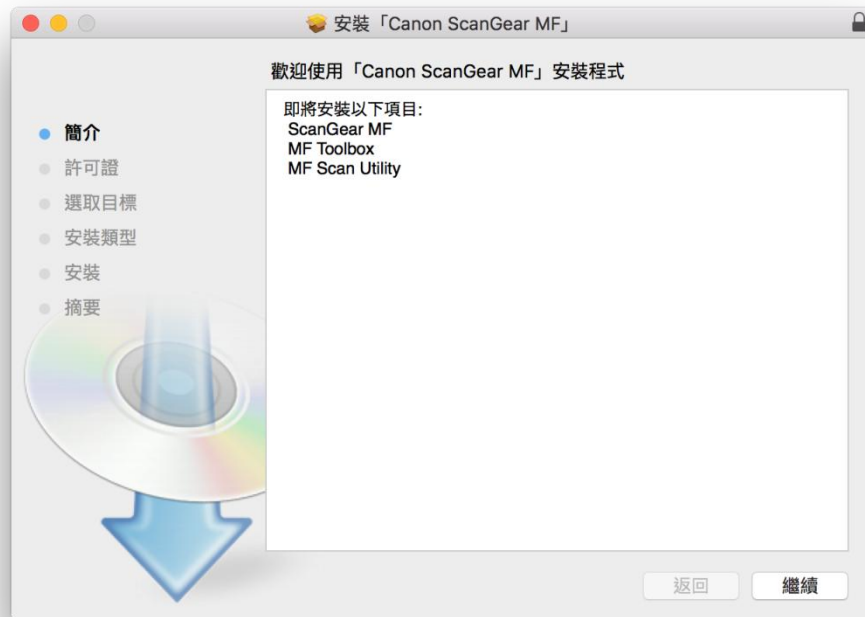 安裝「Canon ScanGear MF」
歡迎使用「Canon ScanGear MF」安裝程式
簡介
許可證
選取目標
安裝類型
安裝
摘要
即將安裝以下項目:
ScanGear MF
MF Toolbox
MF Scan Utility
返回
繼續